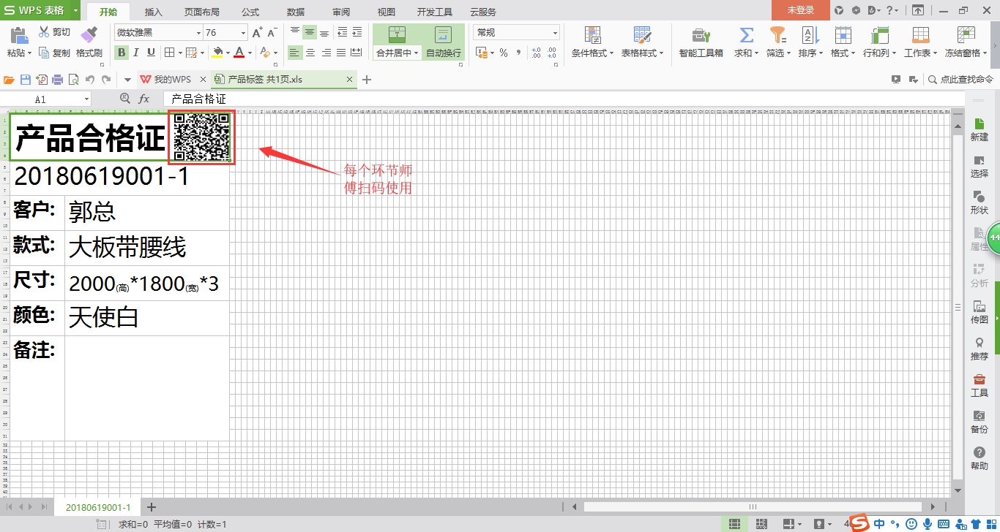 WPS 表格
开始 插入 页面布局 公式 数据 审阅 视图 开发工具 云服务 未登录
粘贴 剪切 复制 格式刷
微软雅黑 76
B I U
合并居中 自动换行
常规
条件格式 表格样式 智能工具箱 求和 筛选 排序 格式 行和列 工作表 冻结窗格
我的WPS 产品标签 共1页.xls 点此查找命令
A1 fx 产品合格证
产品合格证
20180619001-1
客户: 郭总
款式: 大板带腰线
尺寸: 2000(高)*1800(宽)*3
颜色: 天使白
备注:
每个环节师
傅扫码使用
新建
选择
形状
属性
44
分析
传图
推荐
工具
备份
帮助
20180619001-1
求和=0 平均值=0 计数=1
中